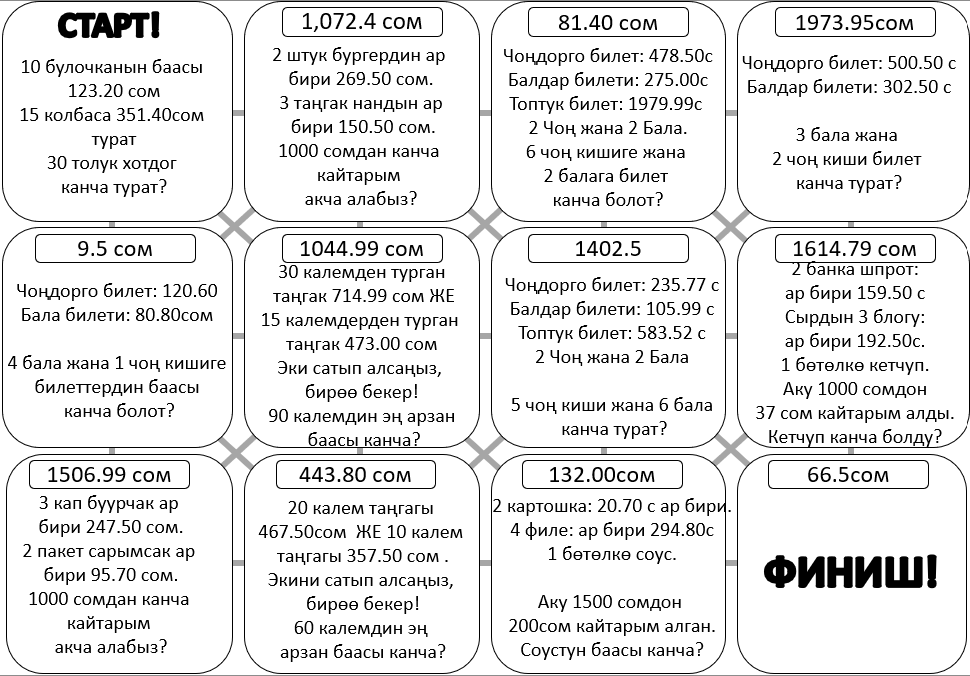 СТАРТ!
10 булочканын баасы
123.20 сом
15 колбаса 351.40сом
турат
30 толук хотдог
канча турат?
1,072.4 сом
2 штук бургердин ар
бири 269.50 сом.
3 таңгак нандын ар
бири 150.50 сом.
1000 сомдан канча
кайтарым
акча алабыз?
81.40 сом
Чоңдорго билет: 478.50с
Балдар билети: 275.00с
Топтук билет: 1979.99с
2 Чоң жана 2 Бала.
6 чоң кишиге жана
2 балага билет
канча болот?
1973.95сом
Чоңдорго билет: 500.50 с
Балдар билети: 302.50 с
3 бала жана
2 чоң киши билет
канча турат?
9.5 сом
Чоңдорго билет: 120.60
Бала билети: 80.80сом
4 бала жана 1 чоң кишиге
билеттердин баасы
канча болот?
1044.99 сом
30 калемден турган
таңгак 714.99 сом ЖЕ
15 калемдерден турган
таңгак 473.00 сом
Эки сатып алсаңыз,
бирөө бекер!
90 калемдин эң арзан
баасы канча?
1402.5
Чоңдорго билет: 235.77 с
Балдар билети: 105.99 с
Топтук билет: 583.52 с
2 Чоң жана 2 Бала
5 чоң киши жана 6 бала
канча турат?
1614.79 сом
2 банка шпрот:
ар бири 159.50 с
Сырдын 3 блогу:
ар бири 192.50с.
1 бөтөлкө кетчуп.
Аку 1000 сомдон
37 сом кайтарым алды.
Кетчуп канча болду?
1506.99 сом
3 кап буурчак ар
бири 247.50 сом.
2 пакет сарымсак ар
бири 95.70 сом.
1000 сомдан канча
кайтарым
акча алабыз?
443.80 сом
20 калем таңгагы
467.50сом ЖЕ 10 калем
таңгагы 357.50 сом .
Экини сатып алсаңыз,
бирөө бекер!
60 калемдин эң
арзан баасы канча?
132.00сом
2 картошка: 20.70 с ар бири.
4 филе: ар бири 294.80с
1 бөтөлкө соус.
Аку 1500 сомдон
200сом кайтарым алган.
Соустун баасы канча?
66.5сом
ФИНИШ!